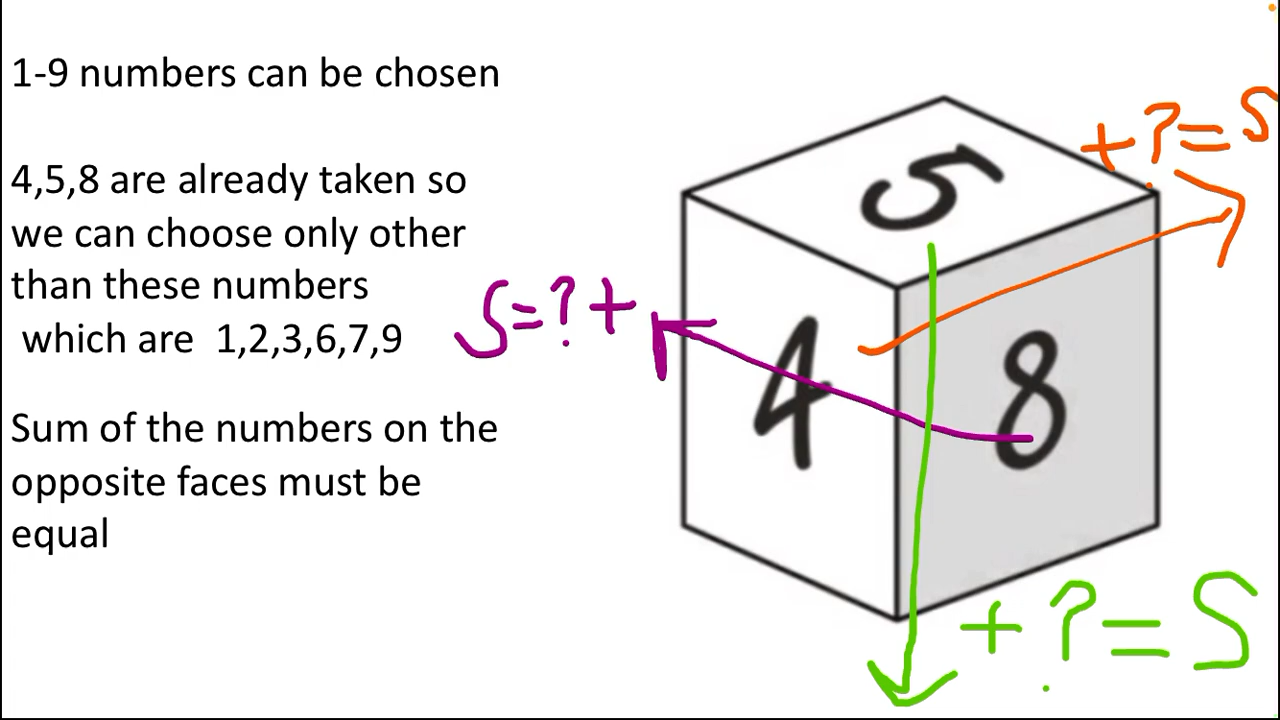 1-9 numbers can be chosen
4,5,8 are already taken so
we can choose only other
than these numbers
which are 1,2,3,6,7,9
Sum of the numbers on the
opposite faces must be
equal
+?=S
5
S=?+
4
8
+?=S